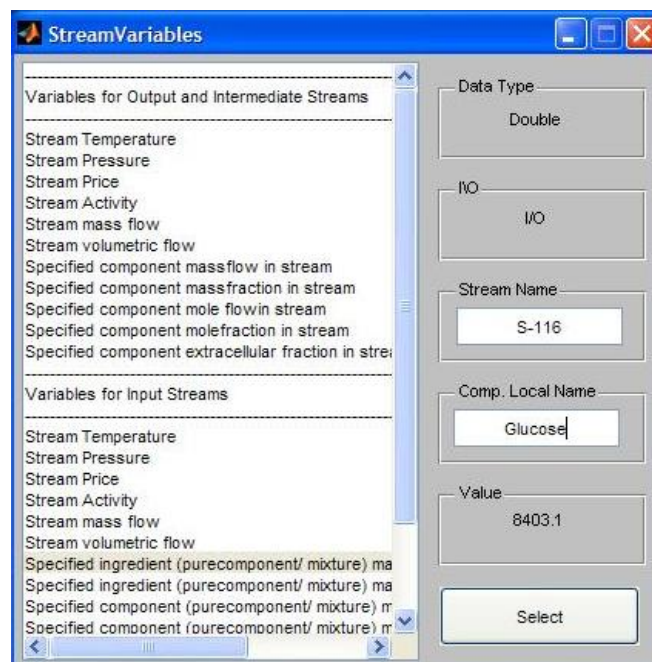 StreamVariables
Variables for Output and Intermediate Streams
Stream Temperature
Stream Pressure
Stream Price
Stream Activity
Stream mass flow
Stream volumetric flow
Specified component massflow in stream
Specified component massfraction in stream
Specified component mole flowin stream
Specified component molefraction in stream
Specified component extracellular fraction in strea
Variables for Input Streams
Stream Temperature
Stream Pressure
Stream Price
Stream Activity
Stream mass flow
Stream volumetric flow
Specified ingredient (purecomponent/ mixture) ma
Specified ingredient (purecomponent/ mixture) ma
Specified component (purecomponent/ mixture) m
Specified component (purecomponent/ mixture) m
Data Type
Double
I\O
I/O
Stream Name
S-116
Comp. Local Name
Glucose
Value
8403.1
Select